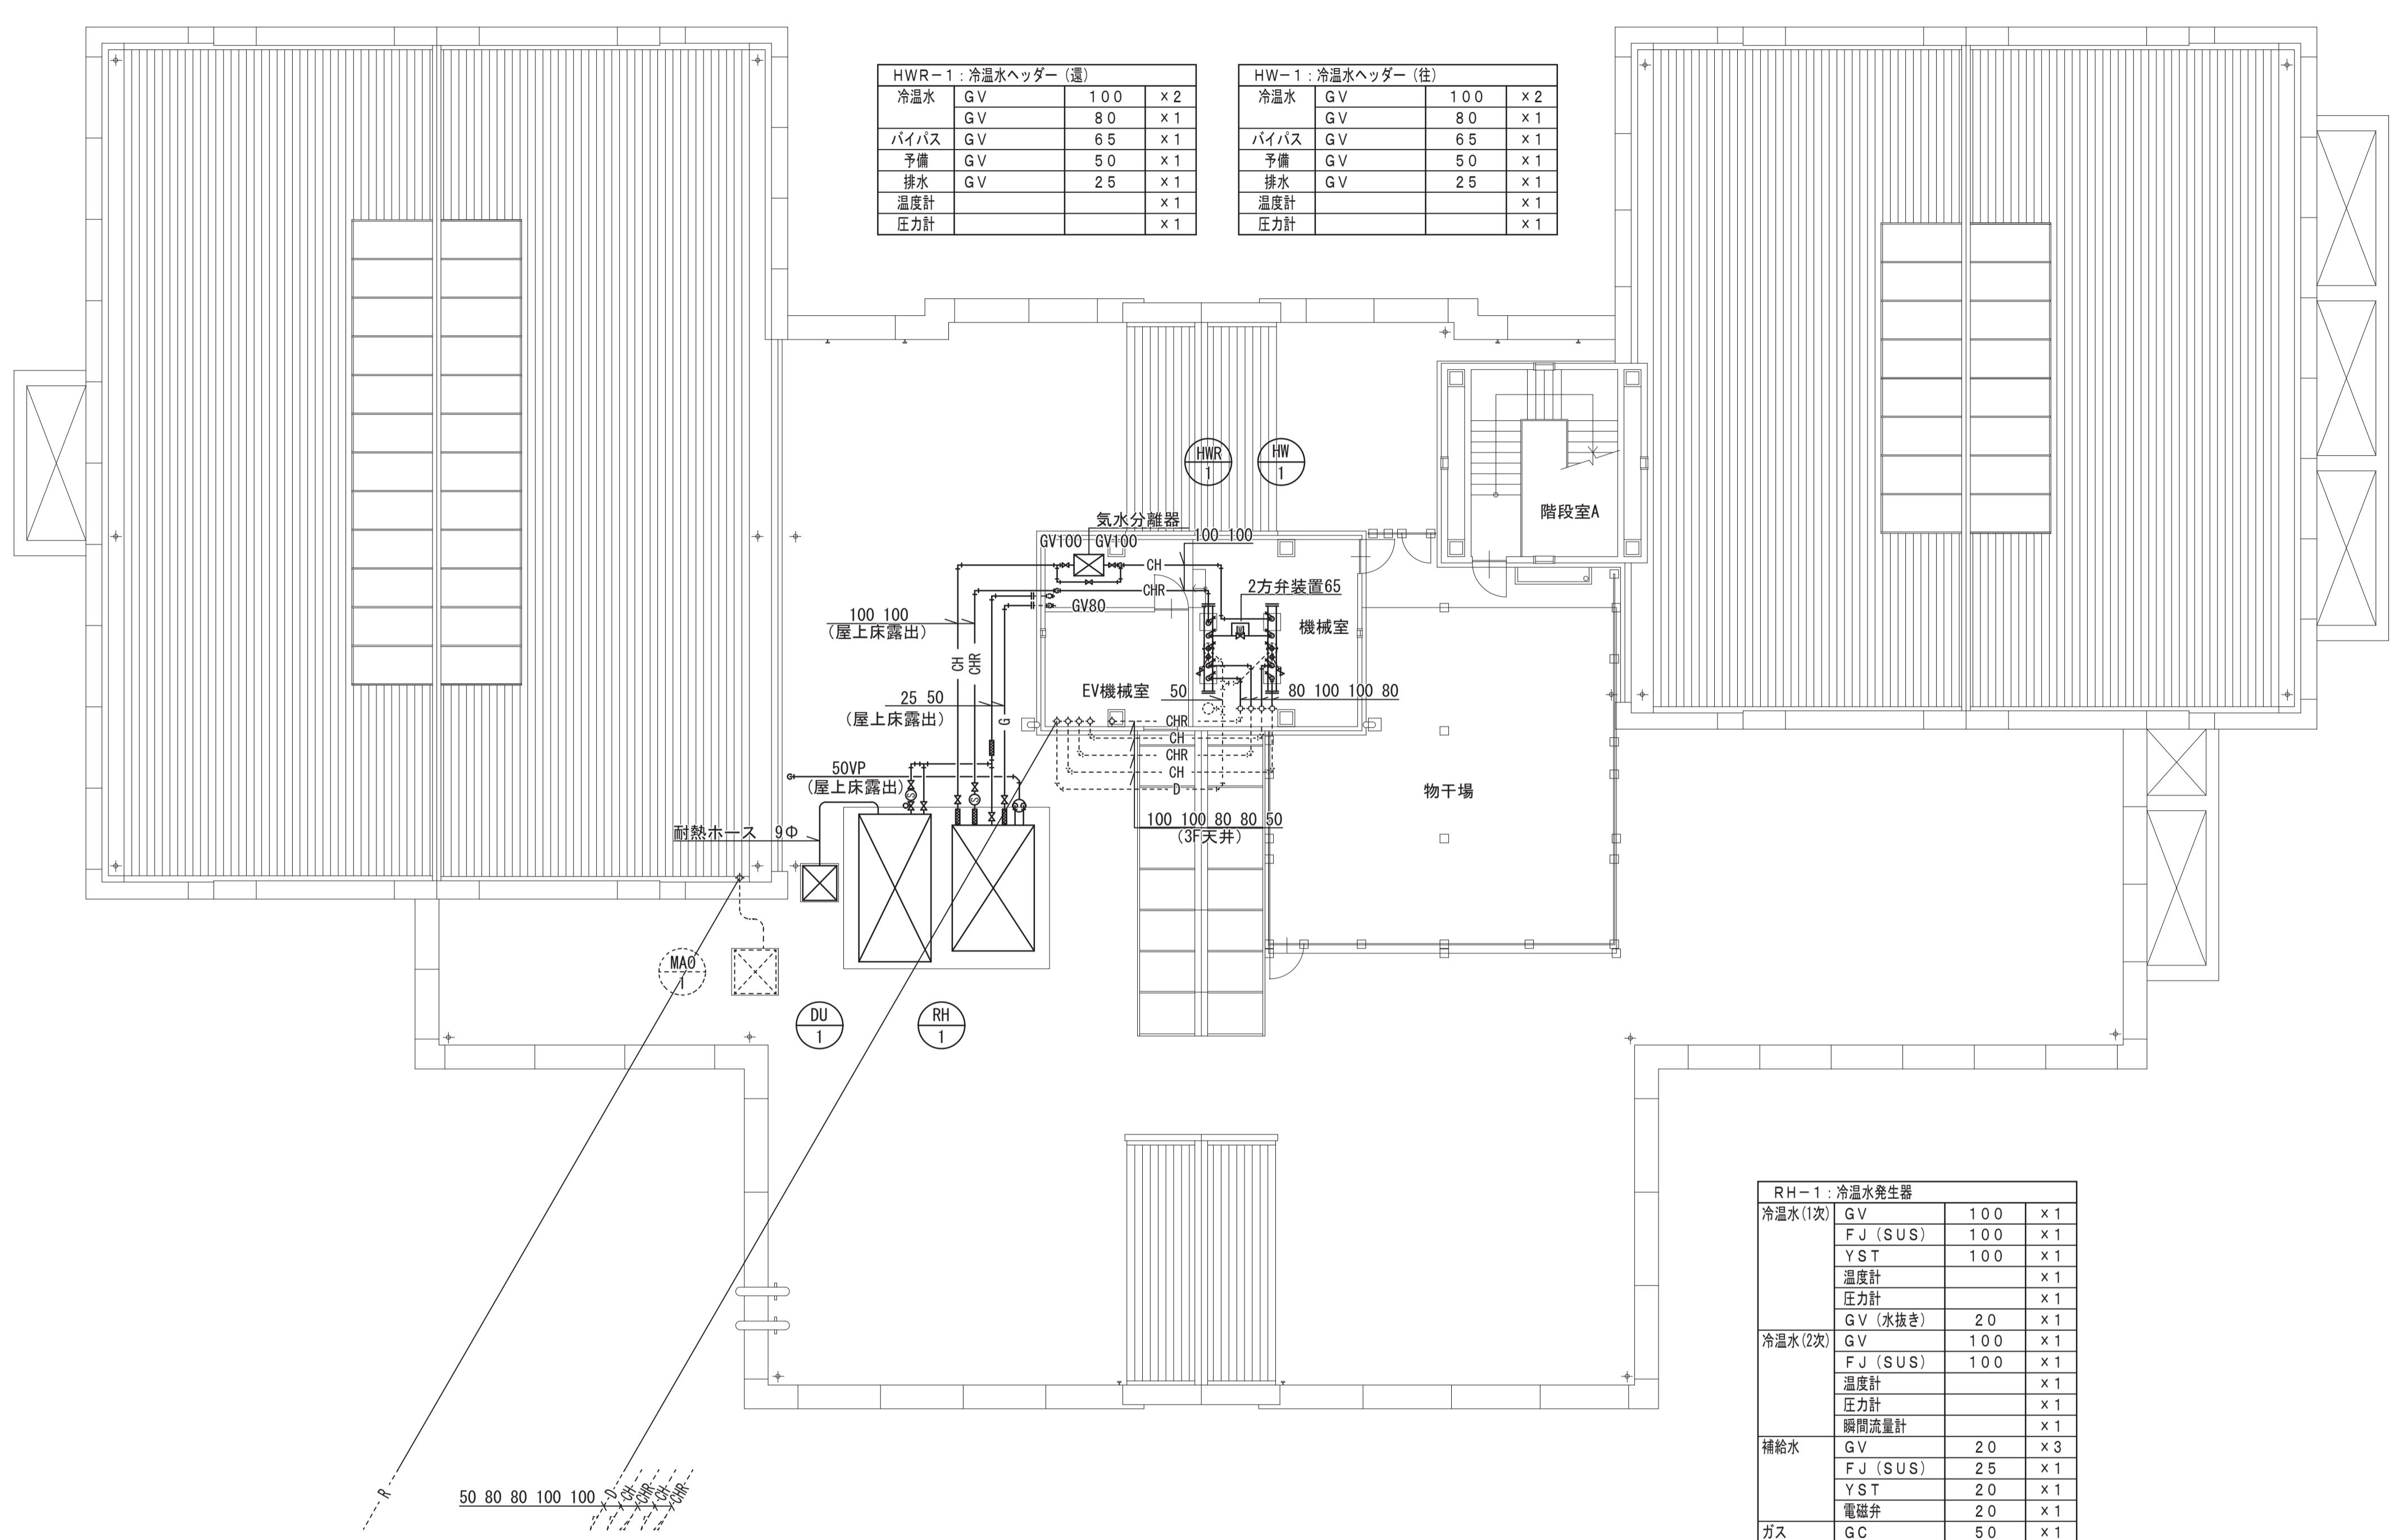 HWR-1:冷温水ヘッダー(還)
冷温水 GV 100 ×2
GV 80 ×1
バイパス GV 65 ×1
予備 GV 50 ×1
排水 GV 25 ×1
温度計 ×1
圧力計 ×1
HW-1:冷温水ヘッダー(往)
冷温水 GV 100 ×2
GV 80 ×1
バイパス GV 65 ×1
予備 GV 50 ×1
排水 GV 25 ×1
温度計 ×1
圧力計 ×1
HWR
1
HW
1
階段室A
気水分離器
GV100 GV100
100 100
CH
CHR
2方弁装置65
GV80
100 100
(屋上床露出)
機械室
CH
CHR
EV機械室
50
80 100 100 80
25 50
(屋上床露出)
G
CHR
CH
CHR
CH
D
50VP
(屋上床露出)
物干場
100 100 80 80 50
(3F天井)
耐熱ホース 9Φ
MAO
1
DU
1
RH
1
RH-1:冷温水発生器
冷温水(1次) GV 100 ×1
FJ(SUS) 100 ×1
YST 100 ×1
温度計 ×1
圧力計 ×1
GV(水抜き) 20 ×1
冷温水(2次) GV 100 ×1
FJ(SUS) 100 ×1
温度計 ×1
圧力計 ×1
瞬間流量計 ×1
補給水 GV 20 ×3
FJ(SUS) 25 ×1
YST 20 ×1
電磁弁 20 ×1
ガス GC 50 ×1
R
50 80 80 100 100
D
CH
CHR
CH
CHR